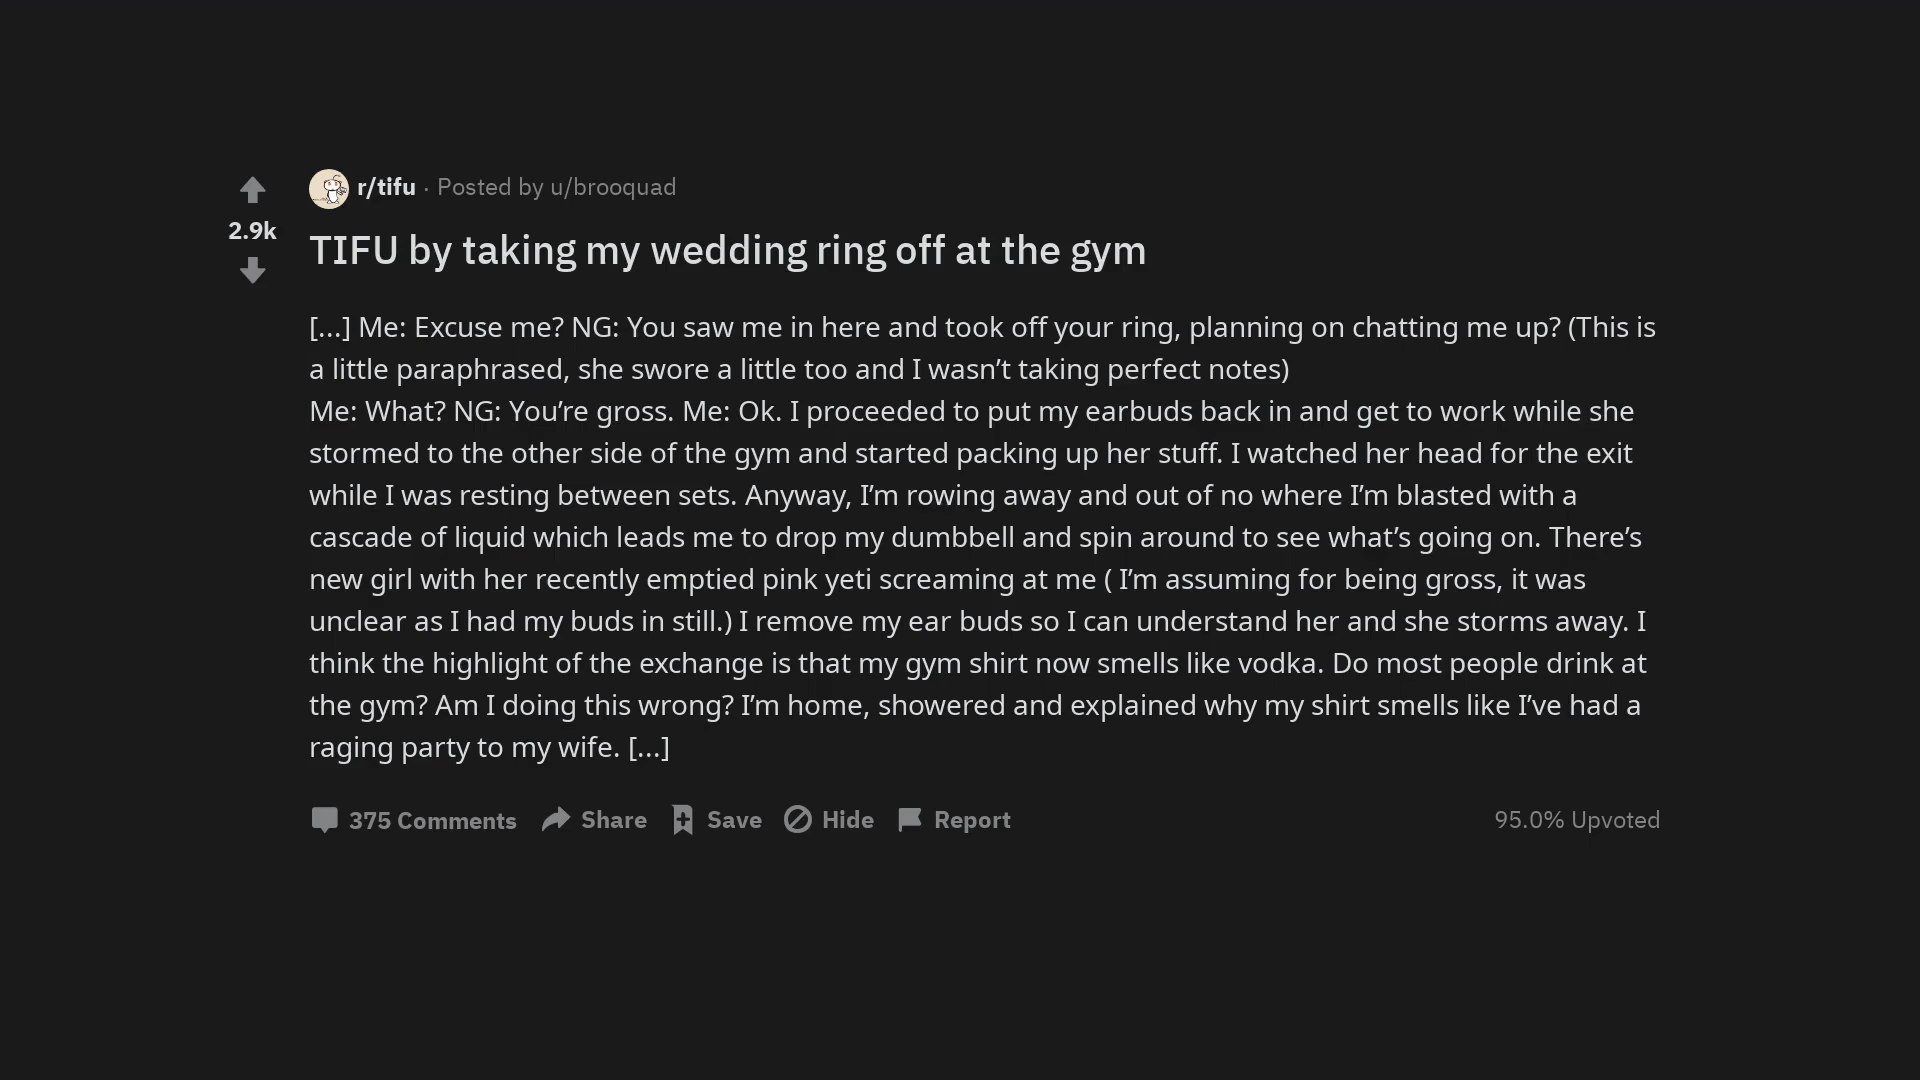 r/tifu · Posted by u/brooquad
2.9k
TIFU by taking my wedding ring off at the gym
[...] Me: Excuse me? NG: You saw me in here and took off your ring, planning on chatting me up? (This is
a little paraphrased, she swore a little too and I wasn’t taking perfect notes)
Me: What? NG: You’re gross. Me: Ok. I proceeded to put my earbuds back in and get to work while she
stormed to the other side of the gym and started packing up her stuff. I watched her head for the exit
while I was resting between sets. Anyway, I’m rowing away and out of no where I’m blasted with a
cascade of liquid which leads me to drop my dumbbell and spin around to see what’s going on. There’s
new girl with her recently emptied pink yeti screaming at me ( I’m assuming for being gross, it was
unclear as I had my buds in still.) I remove my ear buds so I can understand her and she storms away. I
think the highlight of the exchange is that my gym shirt now smells like vodka. Do most people drink at
the gym? Am I doing this wrong? I’m home, showered and explained why my shirt smells like I’ve had a
raging party to my wife. [...]
375 Comments Share Save Hide Report 95.0% Upvoted